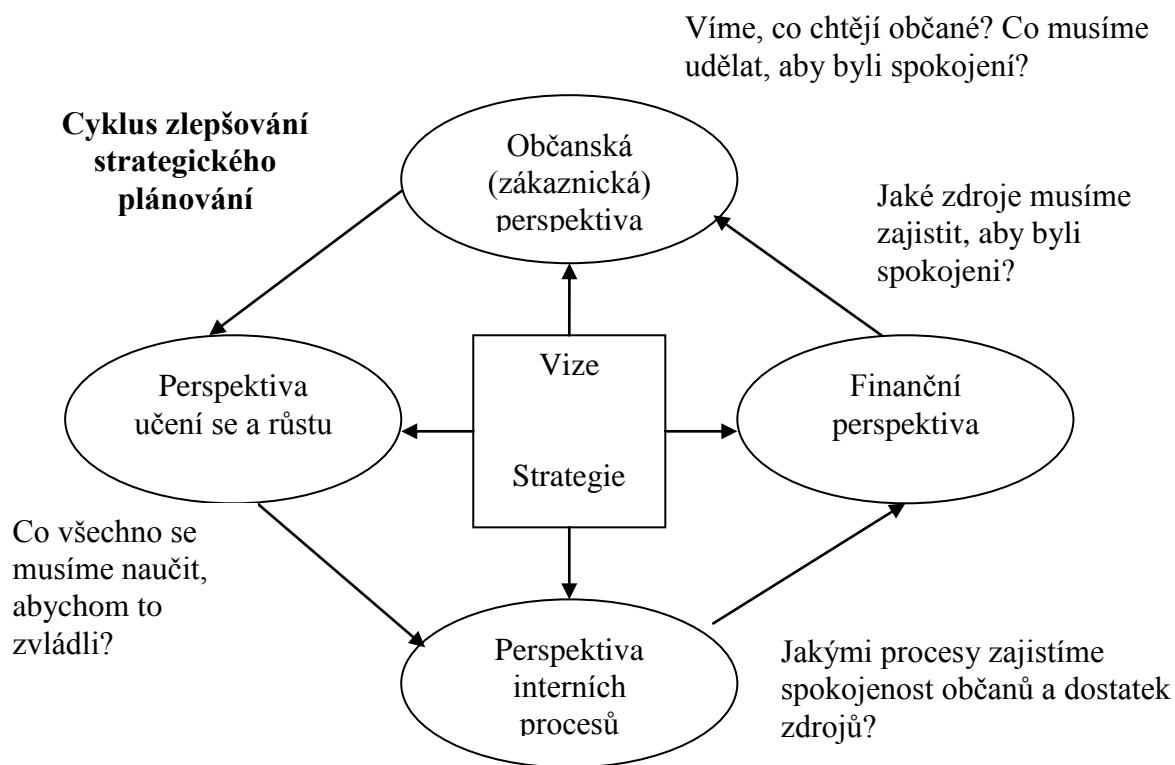 Víme, co chtějí občané? Co musíme
udělat, aby byli spokojení?
Cyklus zlepšování
strategického
plánování
Občanská
(zákaznická)
perspektiva
Jaké zdroje musíme
zajistit, aby byli
spokojeni?
Perspektiva
učení se a růstu
Vize
Strategie
Finanční
perspektiva
Co všechno se
musíme naučit,
abychom to
zvládli?
Perspektiva
interních
procesů
Jakými procesy zajistíme
spokojenost občanů a dostatek
zdrojů?